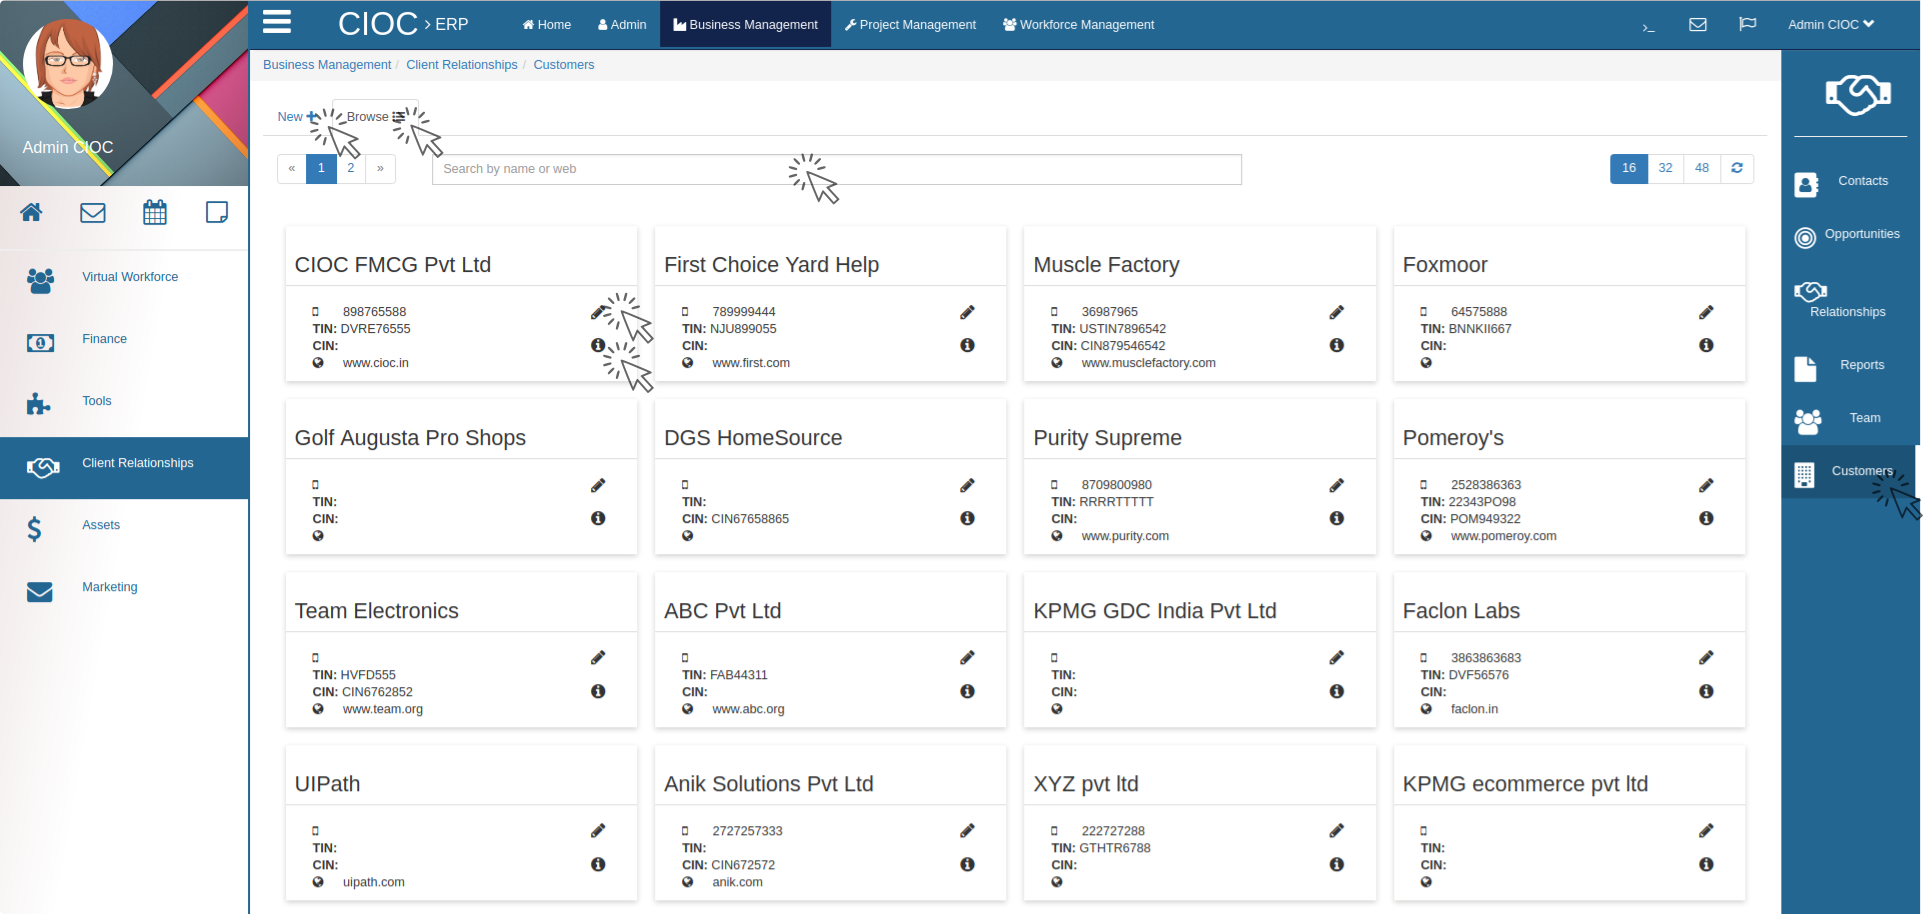 CIOC > ERP
Home
Admin
Business Management
Project Management
Workforce Management
>_
Admin CIOC
Business Management / Client Relationships / Customers
Admin CIOC
Virtual Workforce
Finance
Tools
Client Relationships
Assets
Marketing
New +
Browse
« 1 2 »
Search by name or web
16 32 48
CIOC FMCG Pvt Ltd
898765588
TIN: DVRE76555
CIN:
www.cioc.in
First Choice Yard Help
789999444
TIN: NJU899055
CIN:
www.first.com
Muscle Factory
36987965
TIN: USTIN7896542
CIN: CIN879546542
www.musclefactory.com
Foxmoor
64575888
TIN: BNNKII667
CIN:
Golf Augusta Pro Shops
TIN:
CIN:
DGS HomeSource
TIN:
CIN: CIN67658865
Purity Supreme
8709800980
TIN: RRRRTTTTT
CIN:
www.purity.com
Pomeroy's
2528386363
TIN: 22343PO98
CIN: POM949322
www.pomeroy.com
Team Electronics
TIN: HVFD555
CIN: CIN6762852
www.team.org
ABC Pvt Ltd
TIN: FAB44311
CIN:
www.abc.org
KPMG GDC India Pvt Ltd
TIN:
CIN:
Faclon Labs
3863863683
TIN: DVF56576
CIN:
faclon.in
UIPath
TIN:
CIN:
uipath.com
Anik Solutions Pvt Ltd
2727257333
TIN:
CIN: CIN672572
anik.com
XYZ pvt ltd
222727288
TIN: GTHTR6788
CIN:
KPMG ecommerce pvt ltd
TIN:
CIN:
Contacts
Opportunities
Relationships
Reports
Team
Customers